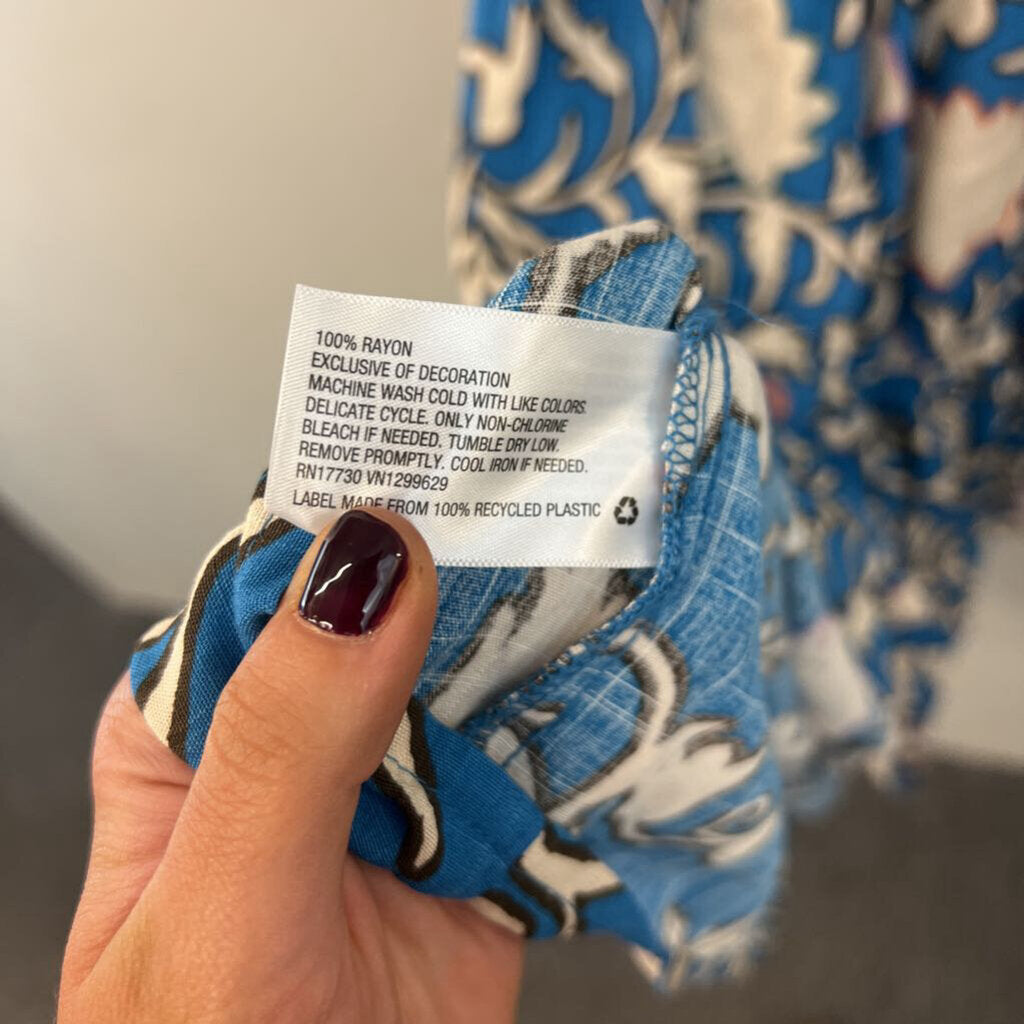 100% RAYON
EXCLUSIVE OF DECORATION
MACHINE WASH COLD WITH LIKE COLORS.
DELICATE CYCLE. ONLY NON-CHLORINE
BLEACH IF NEEDED. TUMBLE DRY LOW.
REMOVE PROMPTLY. COOL IRON IF NEEDED.
RN17730 VN1299629
LABEL MADE FROM 100% RECYCLED PLASTIC